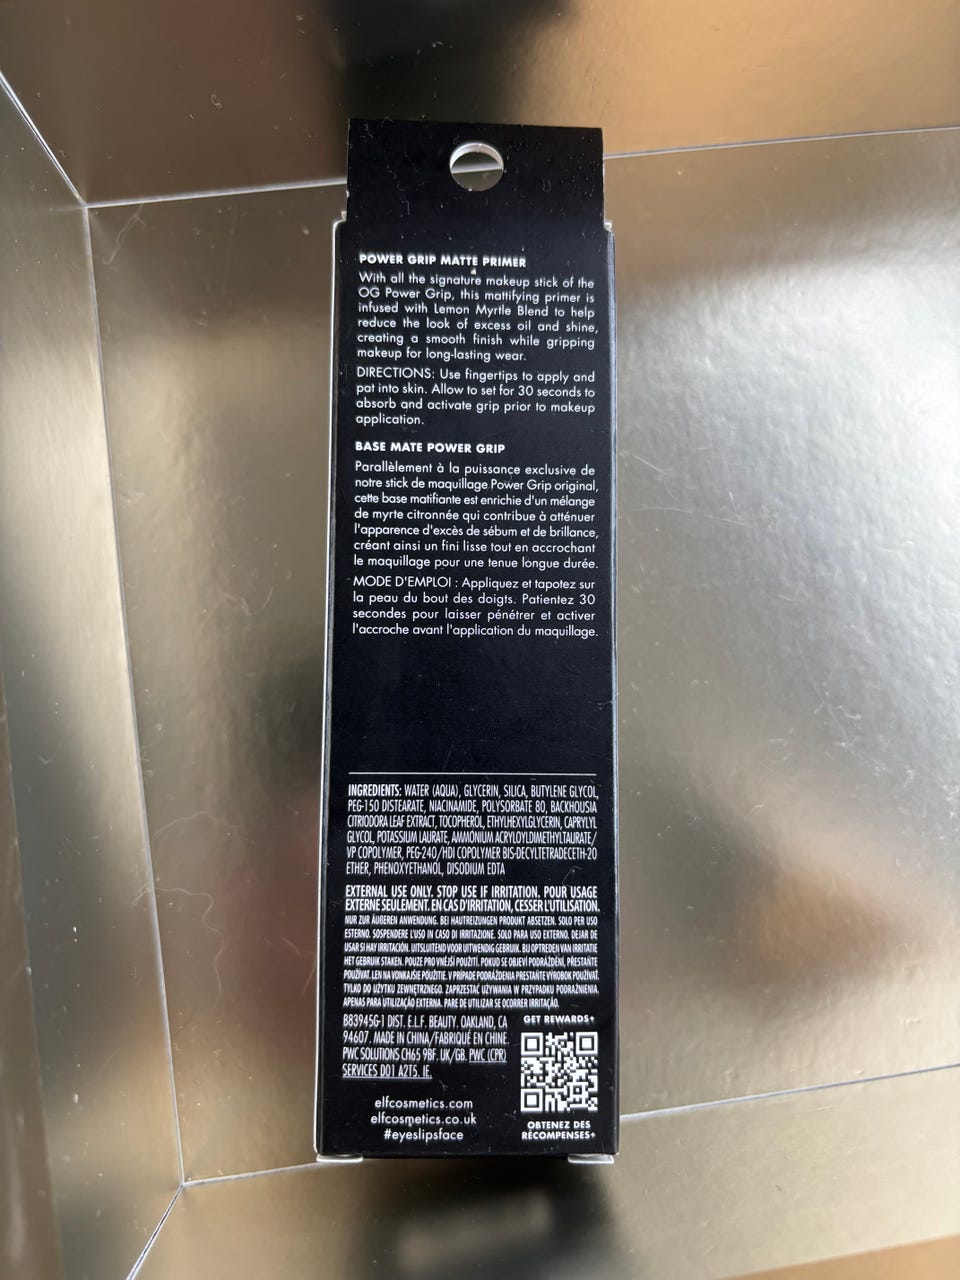 POWER GRIP MATTE PRIMER
With all the signature makeup stick of the
OG Power Grip, this mattifying primer is
infused with Lemon Myrtle Blend to help
reduce the look of excess oil and shine,
creating a smooth finish while gripping
makeup for long-lasting wear.
DIRECTIONS: Use fingertips to apply and
pat into skin. Allow to set for 30 seconds to
absorb and activate grip prior to makeup
application.
BASE MATE POWER GRIP
Parallèlement à la puissance exclusive de
notre stick de maquillage Power Grip original,
cette base matifiante est enrichie d'un mélange
de myrte citronnée qui contribue à atténuer
l'apparence d'excès de sébum et de brillance,
créant ainsi un fini lisse tout en accrochant
le maquillage pour une tenue longue durée.
MODE D'EMPLOI : Appliquez et tapotez sur
la peau du bout des doigts. Patientez 30
secondes pour laisser pénétrer et activer
l'accroche avant l'application du maquillage.
INGREDIENTS: WATER (AQUA), GLYCERIN, SILICA, BUTYLENE GLYCOL,
PEG-150 DISTEARATE, NIACINAMIDE, POLYSORBATE 80, BACKHOUSIA
CITRIODORA LEAF EXTRACT, TOCOPHEROL, ETHYLHEXYLGLYCERIN, CAPRYLYL
GLYCOL, POTASSIUM LAURATE, AMMONIUM ACRYLOYLDIMETHYLTAURATE/
VP COPOLYMER, PEG-240/HDI COPOLYMER BIS-DECYLTETRADECETH-20
ETHER, PHENOXYETHANOL, DISODIUM EDTA
EXTERNAL USE ONLY. STOP USE IF IRRITATION. POUR USAGE
EXTERNE SEULEMENT. EN CAS D'IRRITATION, CESSER L'UTILISATION.
NUR ZUR ÄUßEREN ANWENDUNG. BEI HAUTREIZUNGEN PRODUKT ABSETZEN. SOLO PER USO
ESTERNO. SOSPENDERE L'USO IN CASO DI IRRITAZIONE. SOLO PARA USO EXTERNO. DEJAR DE
USAR SI HAY IRRITACIÓN. UITSLUITEND VOOR UITWENDIG GEBRUIK. BIJ OPTREDEN VAN IRRITATIE
HET GEBRUIK STAKEN. POUZE PRO VNĚJŠÍ POUŽITÍ. POKUD SE OBJEVÍ PODRÁŽDĚNÍ, PŘESTAŇTE
POUŽÍVAT. LEN NA VONKAJŠIE POUŽITIE. V PRÍPADE PODRÁŽDENIA PRESTAŇTE VÝROBOK POUŽÍVAŤ.
TYLKO DO UŻYTKU ZEWNĘTRZNEGO. ZAPRZESTAĆ UŻYWANIA W PRZYPADKU PODRAŻNIENIA.
APENAS PARA UTILIZAÇÃO EXTERNA. PARE DE UTILIZAR SE OCORRER IRRITAÇÃO.
B83945G-1 DIST. E.L.F. BEAUTY. OAKLAND, CA
94607. MADE IN CHINA/FABRIQUÉ EN CHINE.
PWC SOLUTIONS CH65 9BF. UK/GB. PWC (CPR)
SERVICES D01 A2T5. IE.
GET REWARDS+
OBTENEZ DES
RÉCOMPENSES+
elfcosmetics.com
elfcosmetics.co.uk
#eyeslipsface